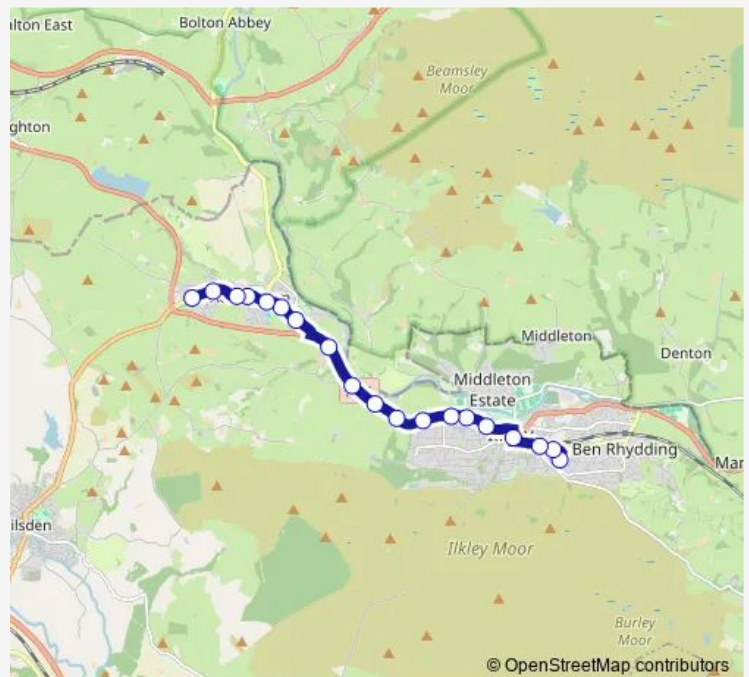 alton East
Bolton Abbey
Beamsley
Moor
ghton
Middleton
Denton
Middleton
Estate
Ben Rhydding
Mar
ilsden
Ilkley Moor
Burley
Moor
© OpenStreetMap contributors